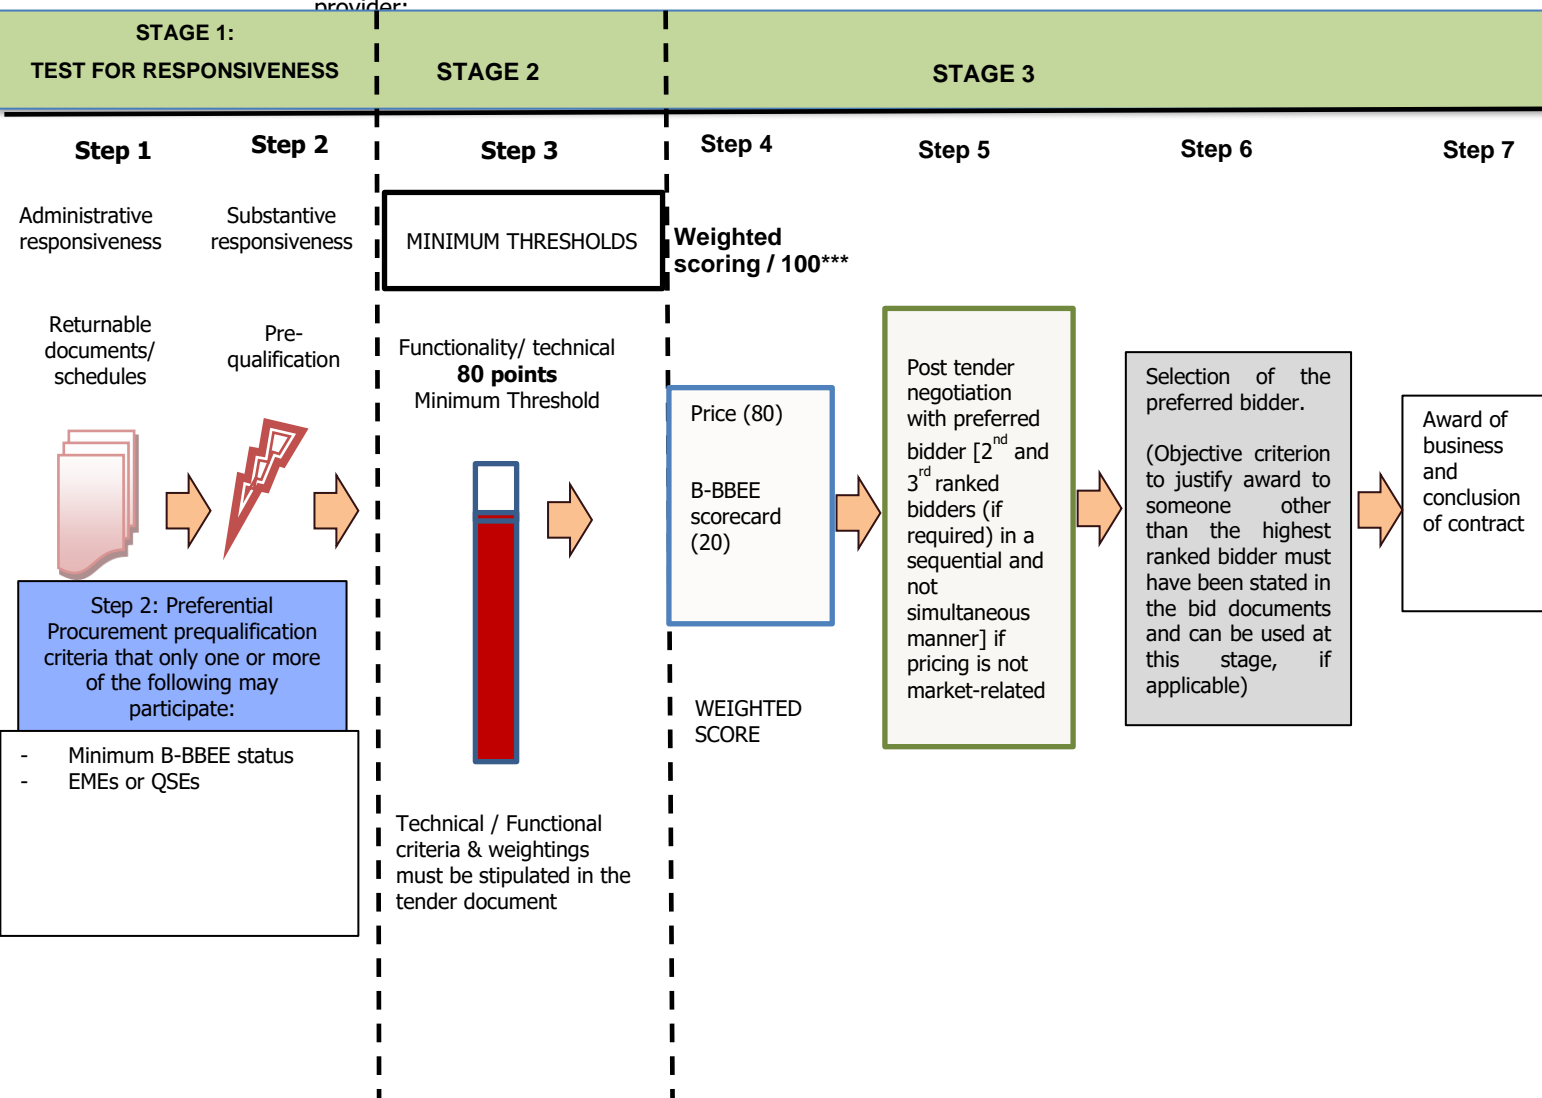 provider:
STAGE 1:
TEST FOR RESPONSIVENESS
STAGE 2
STAGE 3
Step 1
Step 2
Step 3
Step 4
Step 5
Step 6
Step 7
Administrative
responsiveness
Substantive
responsiveness
MINIMUM THRESHOLDS
Weighted
scoring / 100***
Returnable
documents/
schedules
Pre-
qualification
Functionality/ technical
80 points
Minimum Threshold
Price (80)
B-BBEE
scorecard
(20)
Post tender
negotiation
with preferred
bidder [2nd and
3rd ranked
bidders (if
required) in a
sequential and
not
simultaneous
manner] if
pricing is not
market-related
Selection of the
preferred bidder.
(Objective criterion
to justify award to
someone other
than the highest
ranked bidder must
have been stated in
the bid documents
and can be used at
this stage, if
applicable)
Award of
business
and
conclusion
of contract
Step 2: Preferential
Procurement prequalification
criteria that only one or more
of the following may
participate:
- Minimum B-BBEE status
- EMEs or QSEs
WEIGHTED
SCORE
Technical / Functional
criteria & weightings
must be stipulated in the
tender document